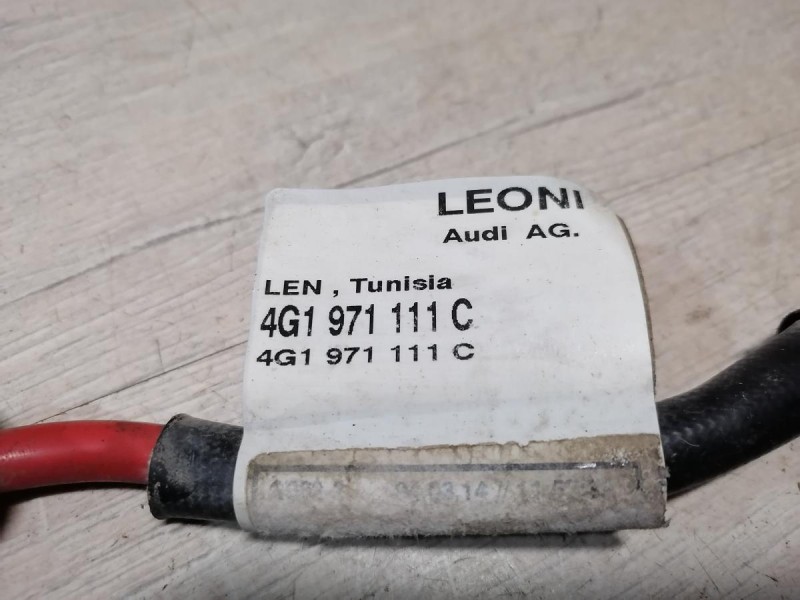 LEONI
Audi AG.
LEN , Tunisia
4G1 971 111 C
4G1 971 111 C